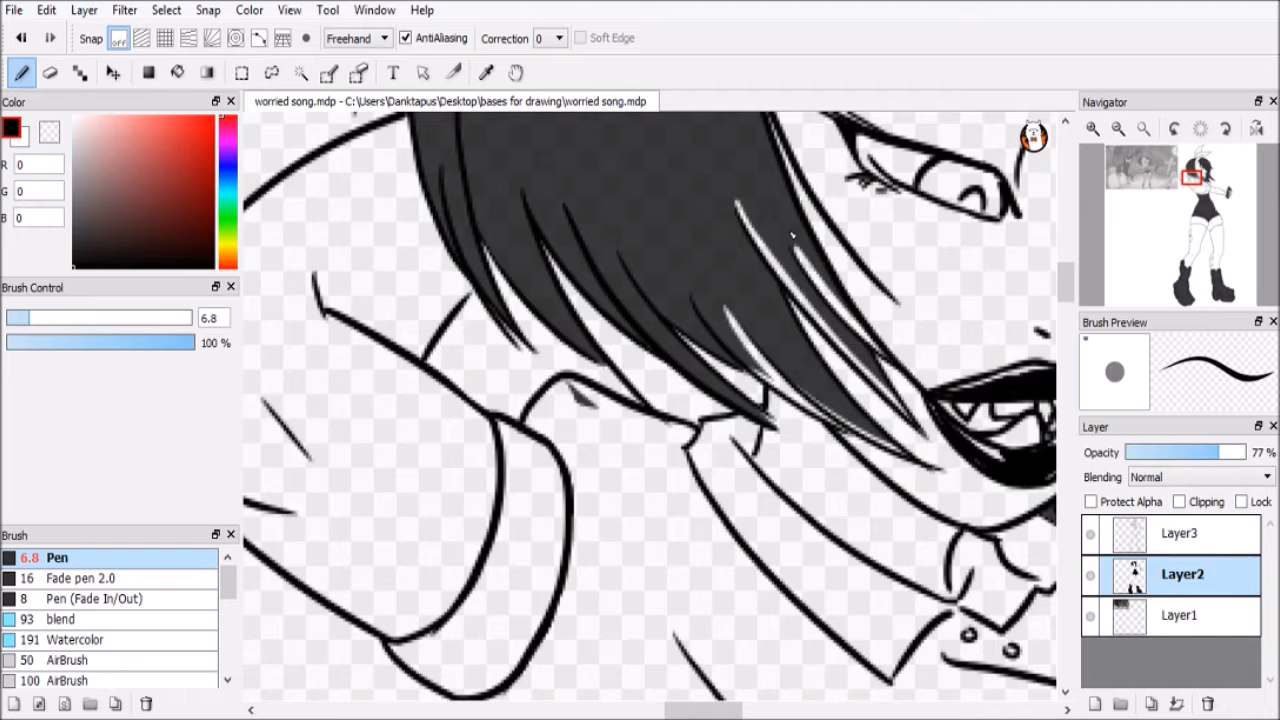 File Edit Layer Filter Select Snap Color View Tool Window Help
Snap off Freehand AntiAliasing Correction 0 Soft Edge
T
Color
worried song.mdp - C:\Users\Danktapus\Desktop\bases for drawing\worried song.mdp
Navigator
R 0
G 0
B 0
Brush Control
6.8
100 %
Brush Preview
Layer
Opacity 77 %
Blending Normal
Protect Alpha Clipping Lock
Layer3
Layer2
Layer1
Brush
6.8 Pen
16 Fade pen 2.0
8 Pen (Fade In/Out)
93 blend
191 Watercolor
50 AirBrush
100 AirBrush